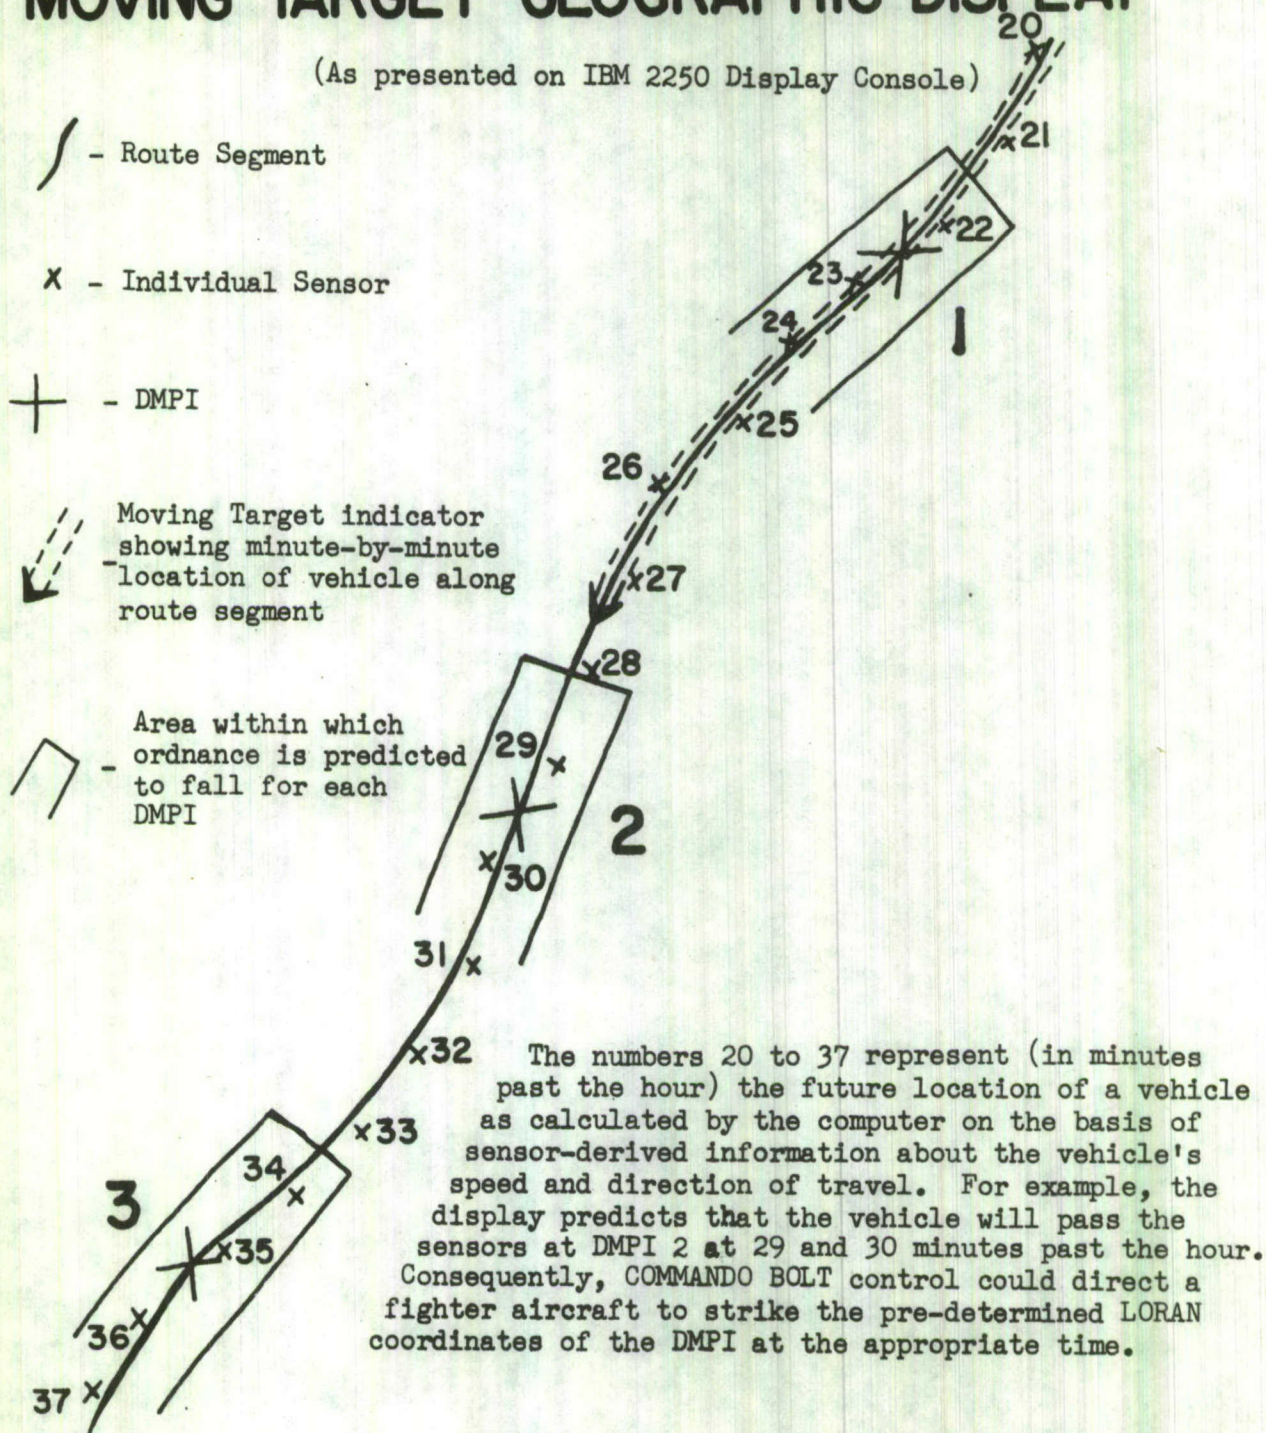 MOVING TARGET GEOGRAPHIC DISPLAY
(As presented on IBM 2250 Display Console)
- Route Segment
x - Individual Sensor
- DMPI
Moving Target indicator
showing minute-by-minute
- location of vehicle along
route segment
Area within which
- ordnance is predicted
to fall for each
DMPI
20
21
22
23
24
1
25
26
27
28
29
2
30
31
32
33
34
3
35
36
37
The numbers 20 to 37 represent (in minutes
past the hour) the future location of a vehicle
as calculated by the computer on the basis of
sensor-derived information about the vehicle's
speed and direction of travel. For example, the
display predicts that the vehicle will pass the
sensors at DMPI 2 at 29 and 30 minutes past the hour.
Consequently, COMMANDO BOLT control could direct a
fighter aircraft to strike the pre-determined LORAN
coordinates of the DMPI at the appropriate time.